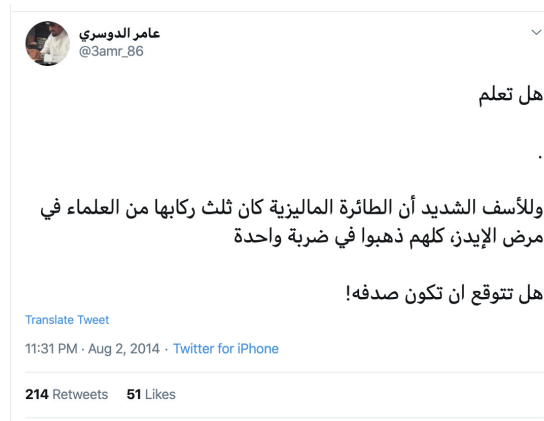 عامر الدوسري
@3amr_86
هل تعلم
.
وللأسف الشديد أن الطائرة الماليزية كان ثلث ركابها من العلماء في
مرض الإيدز، كلهم ذهبوا في ضربة واحدة
هل تتوقع ان تكون صدفه!
Translate Tweet
11:31 PM · Aug 2, 2014 · Twitter for iPhone
214 Retweets 51 Likes